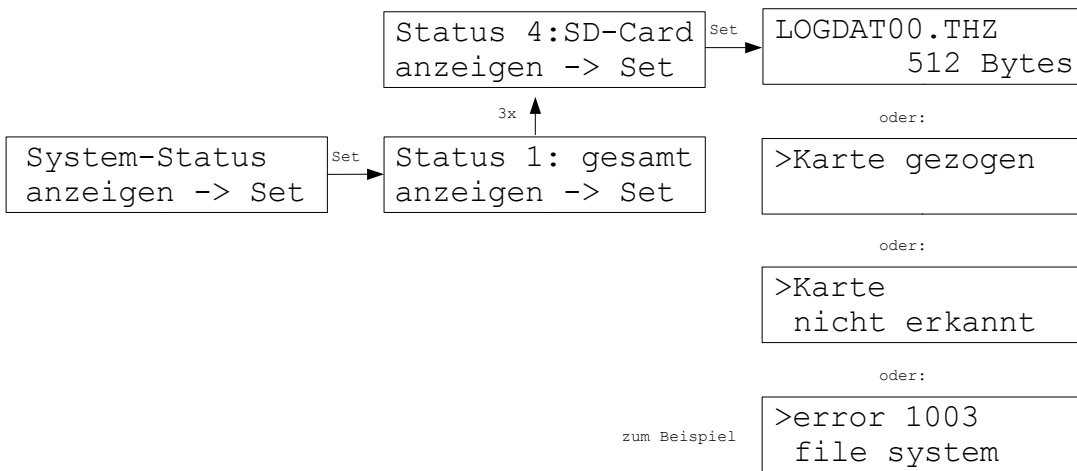 Status 4:SD-Card
anzeigen -> Set
Set
LOGDAT00.THZ
512 Bytes
3x
oder:
System-Status
anzeigen -> Set
Set
Status 1: gesamt
anzeigen -> Set
>Karte gezogen
oder:
>Karte
nicht erkannt
oder:
zum Beispiel
>error 1003
file system